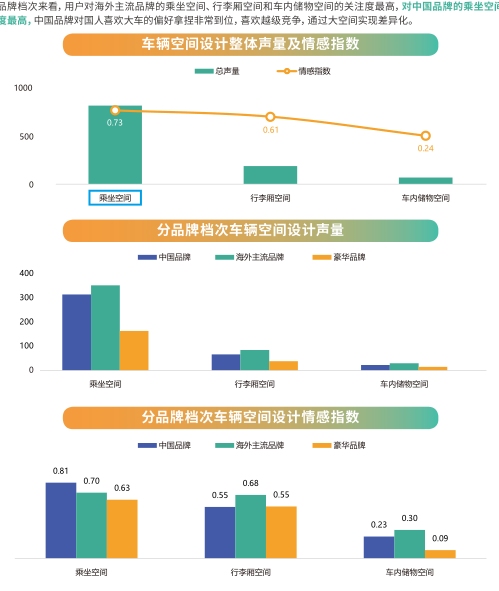 品牌档次来看，用户对海外主流品牌的乘坐空间、行李厢空间和车内储物空间的关注度最高，对中国品牌的乘坐空间
度最高，中国品牌对国人喜欢大车的偏好拿捏非常到位，喜欢越级竞争，通过大空间实现差异化。
车辆空间设计整体声量及情感指数
总声量 情感指数
1000
500
0
0.73
0.61
0.24
乘坐空间 行李厢空间 车内储物空间
分品牌档次车辆空间设计声量
中国品牌 海外主流品牌 豪华品牌
400
300
200
100
0
乘坐空间 行李厢空间 车内储物空间
分品牌档次车辆空间设计情感指数
中国品牌 海外主流品牌 豪华品牌
0.81 0.70 0.63
0.55 0.68 0.55
0.23 0.30 0.09
乘坐空间 行李厢空间 车内储物空间